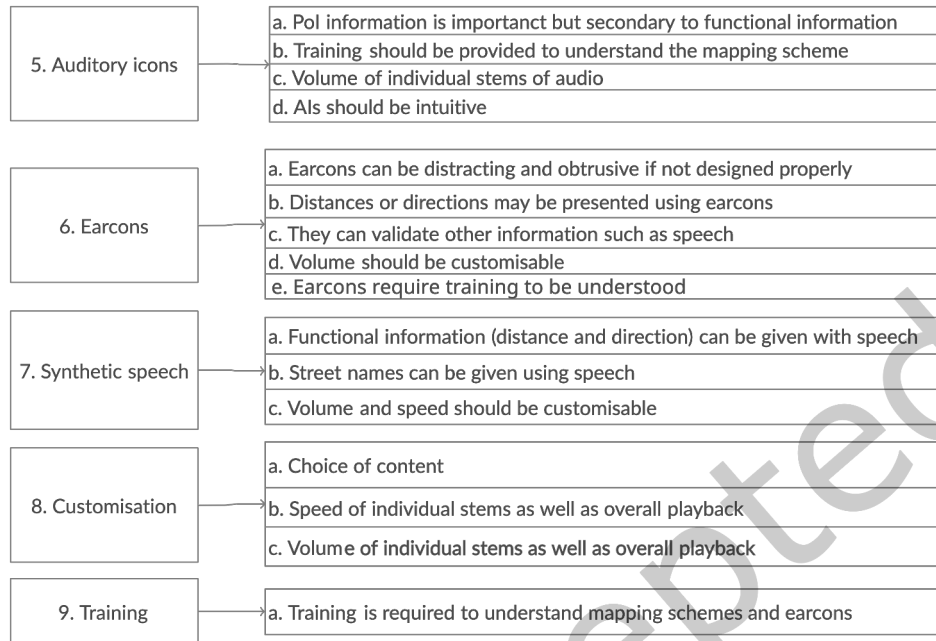 5. Auditory icons
a. PoI information is importanct but secondary to functional information
b. Training should be provided to understand the mapping scheme
c. Volume of individual stems of audio
d. AIs should be intuitive
6. Earcons
a. Earcons can be distracting and obtrusive if not designed properly
b. Distances or directions may be presented using earcons
c. They can validate other information such as speech
d. Volume should be customisable
e. Earcons require training to be understood
7. Synthetic speech
a. Functional information (distance and direction) can be given with speech
b. Street names can be given using speech
c. Volume and speed should be customisable
8. Customisation
a. Choice of content
b. Speed of individual stems as well as overall playback
c. Volume of individual stems as well as overall playback
9. Training
a. Training is required to understand mapping schemes and earcons
epted